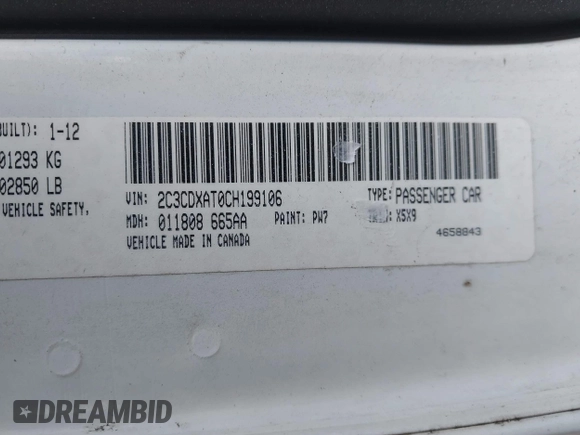 BUILT): 1-12
01293 KG
02850 LB
VEHICLE SAFETY,
VIN: 2C3CDXAT0CH199106 TYPE: PASSENGER CAR
MDH: 011808 665AA PAINT: PW7 X5X9
VEHICLE MADE IN CANADA
4658843
DREAMBID